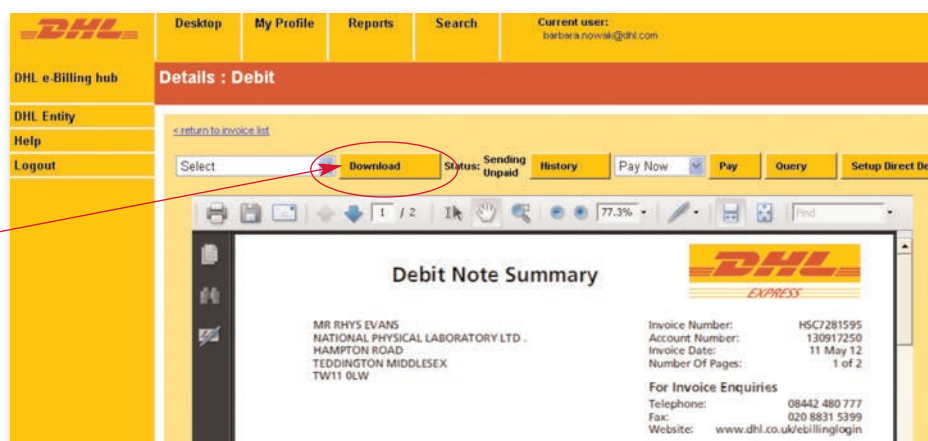 DHL
Desktop My Profile Reports Search Current user:
barbara.nowak@dhl.com
DHL e-Billing hub
Details : Debit
DHL Entity
Help
Logout
< return to invoice list
Select Download Status: Sending Unpaid History Pay Now Pay Query Setup Direct De
1 / 2 77.3% Find
Debit Note Summary
DHL
EXPRESS
MR RHYS EVANS
NATIONAL PHYSICAL LABORATORY LTD .
HAMPTON ROAD
TEDDINGTON MIDDLESEX
TW11 0LW
Invoice Number: HSC7281595
Account Number: 130917250
Invoice Date: 11 May 12
Number Of Pages: 1 of 2
For Invoice Enquiries
Telephone: 08442 480 777
Fax: 020 8831 5399
Website: www.dhl.co.uk/ebillinglogin